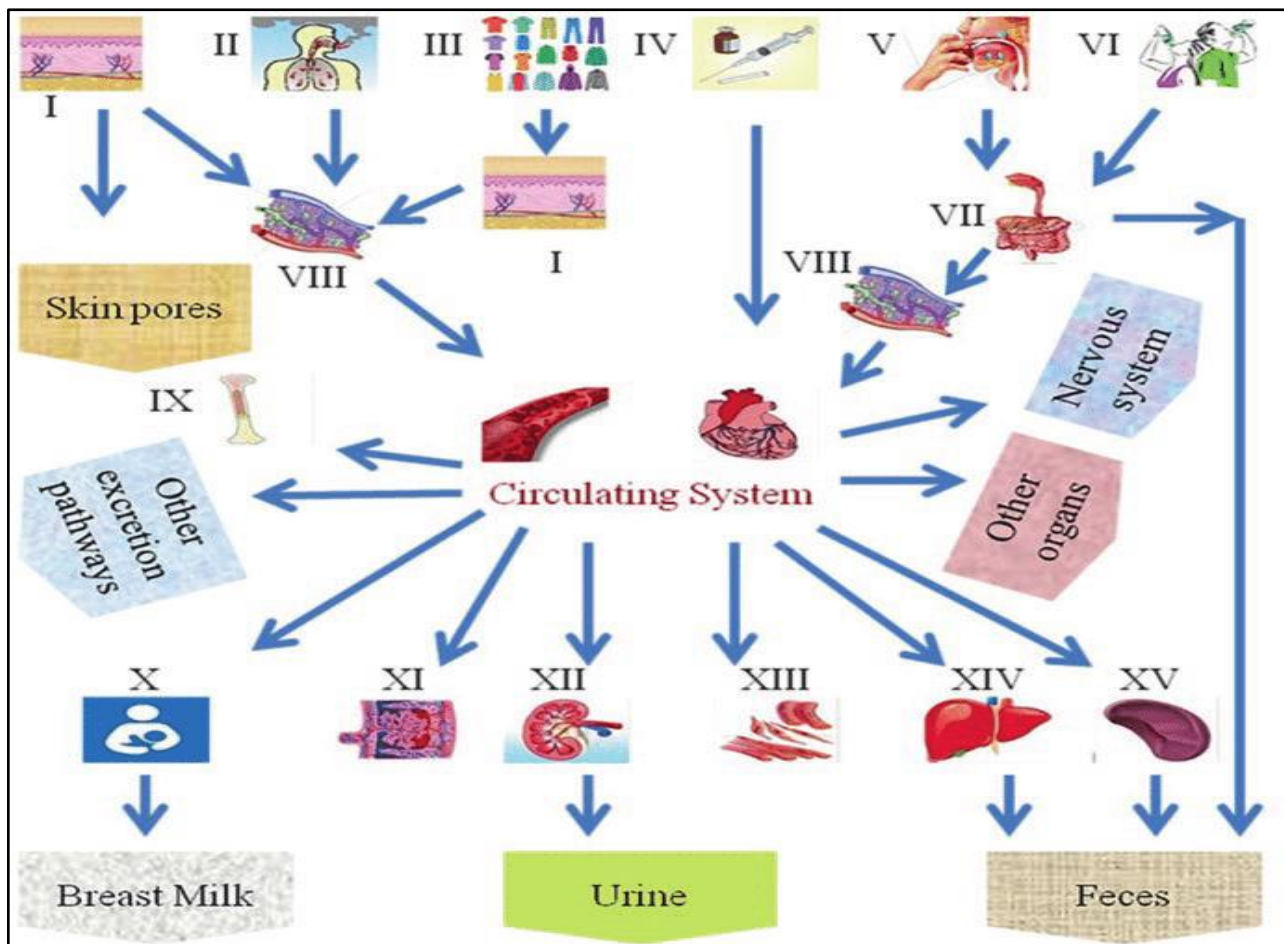 II
III
IV
V
VI
I
VII
VIII
I
VIII
Skin pores
Nervous
system
IX
Circulating System
Other
excretion
pathways
Other
organs
X
XI
XII
XIII
XIV
XV
Breast Milk
Urine
Feces